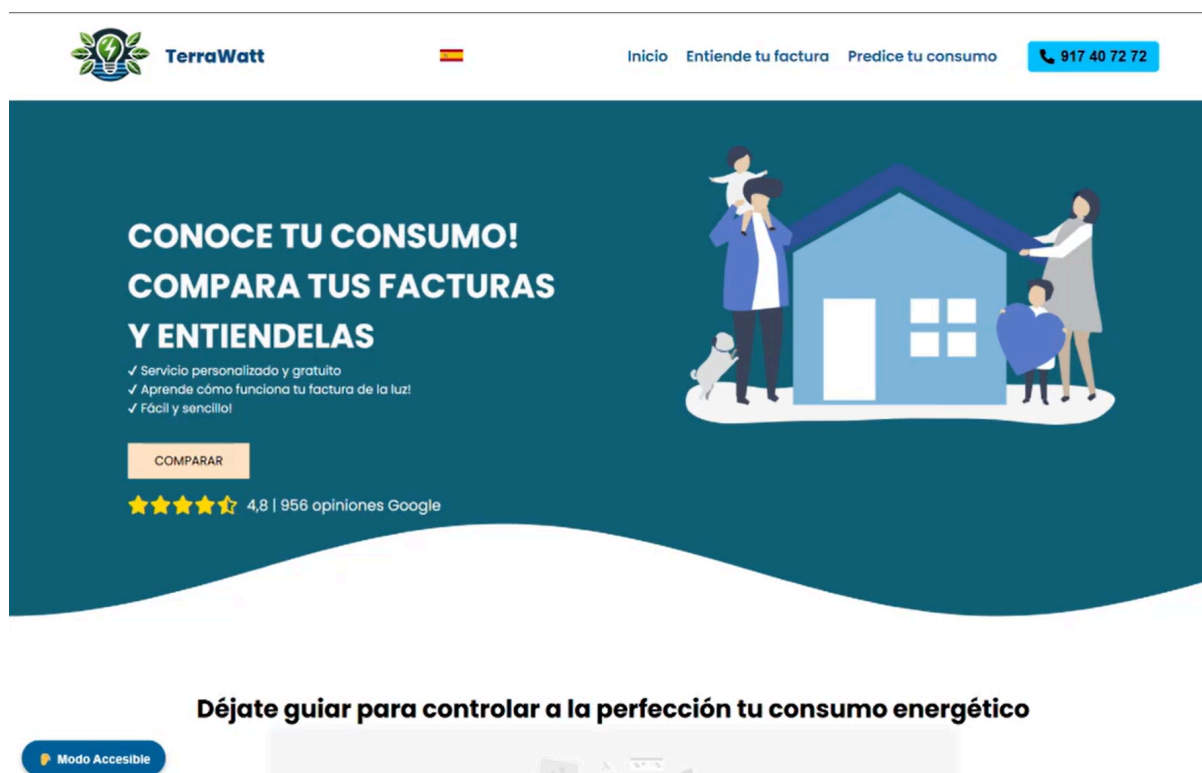 TerraWatt
Inicio Entiende tu factura Predice tu consumo 917 40 72 72
CONOCE TU CONSUMO!
COMPARA TUS FACTURAS
Y ENTIENDELAS
✓ Servicio personalizado y gratuito
✓ Aprende cómo funciona tu factura de la luz!
✓ Fácil y sencillo!
COMPARAR
4,8 | 956 opiniones Google
Déjate guiar para controlar a la perfección tu consumo energético
Modo Accesible